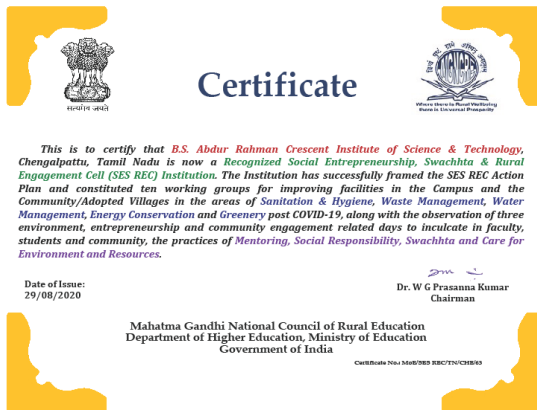 सत्यमेव जयते
MGNCRE
Where there is Rural Wellbeing
there is Universal Prosperity
Certificate
This is to certify that B.S. Abdur Rahman Crescent Institute of Science & Technology,
Chengalpattu, Tamil Nadu is now a Recognized Social Entrepreneurship, Swachhta & Rural
Engagement Cell (SES REC) Institution. The Institution has successfully framed the SES REC Action
Plan and constituted ten working groups for improving facilities in the Campus and the
Community/Adopted Villages in the areas of Sanitation & Hygiene, Waste Management, Water
Management, Energy Conservation and Greenery post COVID-19, along with the observation of three
environment, entrepreneurship and community engagement related days to inculcate in faculty,
students and community, the practices of Mentoring, Social Responsibility, Swachhta and Care for
Environment and Resources.
Date of Issue:
29/08/2020
Dr. W G Prasanna Kumar
Chairman
Mahatma Gandhi National Council of Rural Education
Department of Higher Education, Ministry of Education
Government of India
Certificate No.: MoE/SES REC/TN/CHE/63